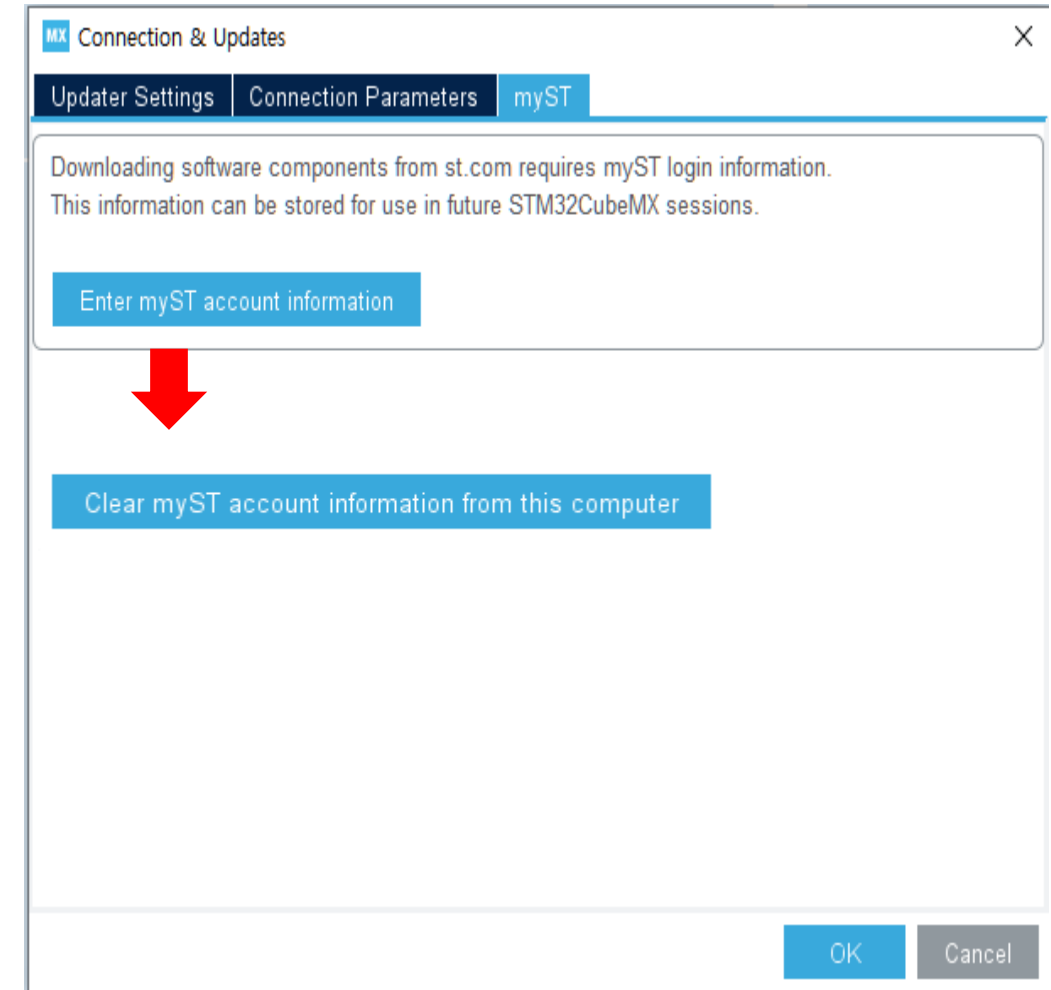 MX Connection & Updates
Updater Settings Connection Parameters myST
Downloading software components from st.com requires myST login information.
This information can be stored for use in future STM32CubeMX sessions.
Enter myST account information
Clear myST account information from this computer
OK Cancel